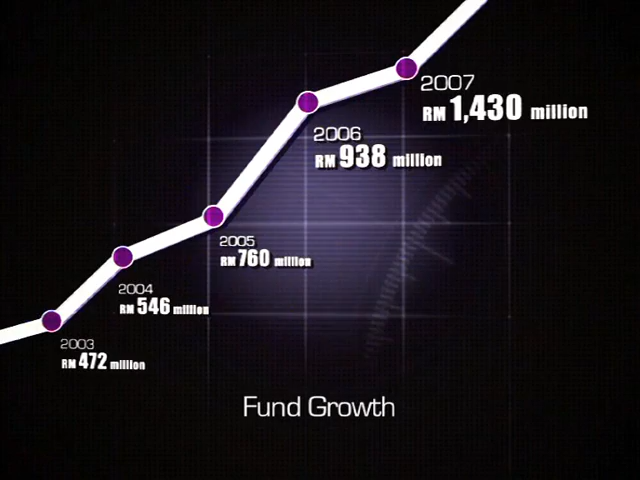 2007
RM 1,430 million
2006
RM 938 million
2005
RM 760 million
2004
RM 546 million
2003
RM 472 million
Fund Growth